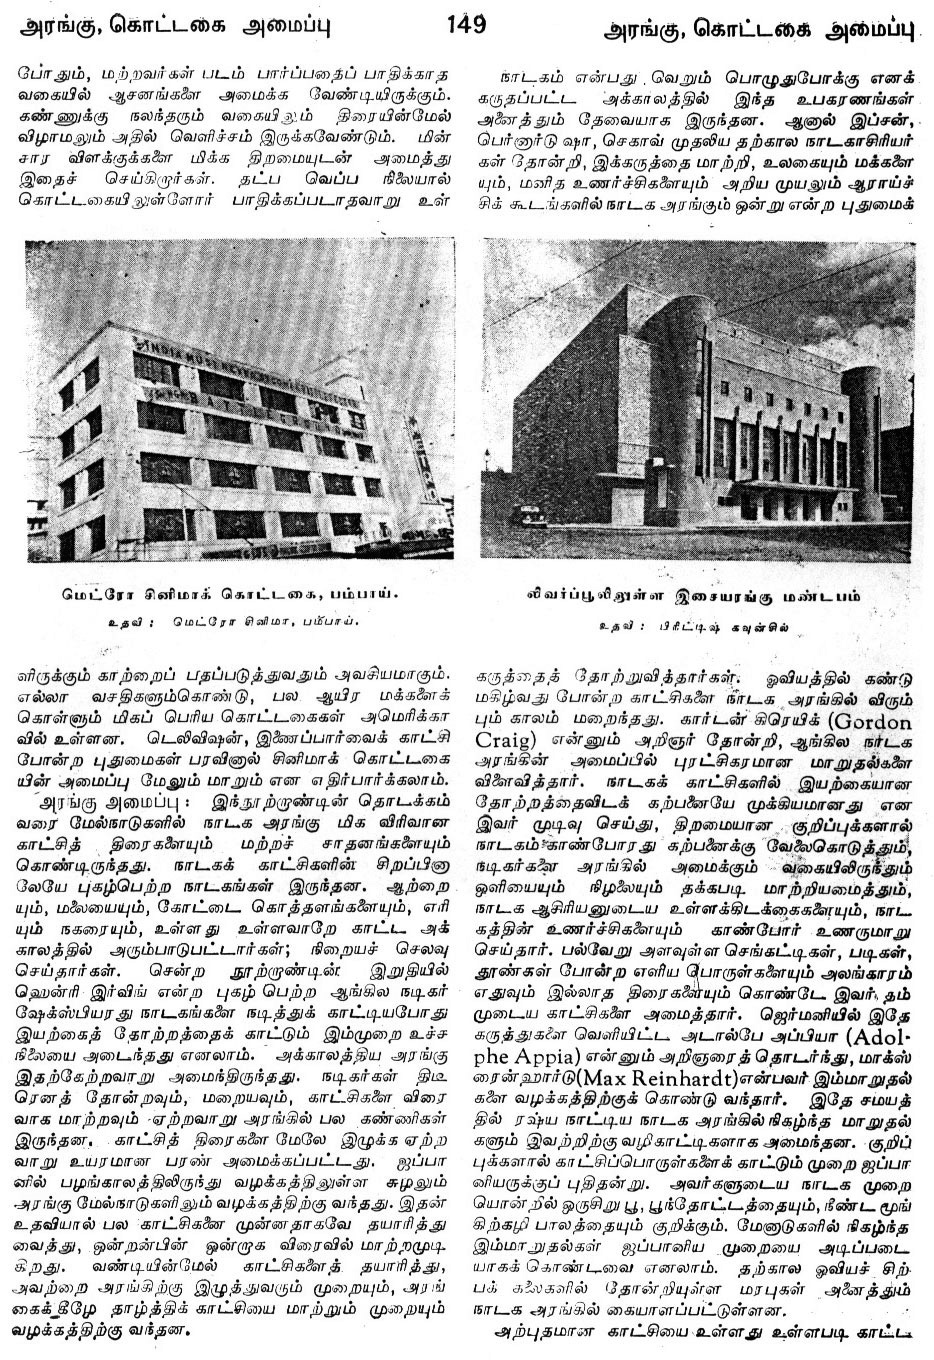 அரங்கு, கொட்டகை அமைப்பு
149
அரங்கு, கொட்டகை அமைப்பு
போதும், மற்றவர்கள் படம் பார்ப்பதைப் பாதிக்காத
வகையில் ஆசனங்களை அமைக்க வேண்டியிருக்கும்.
கண்ணுக்கு நலந்தரும் வகையிலும் திரையின்மேல்
விழாமலும் அதில் வெளிச்சம் இருக்கவேண்டும். மின்
சார விளக்குக்களை மிக்க திறமையுடன் அமைத்து
இதைச் செய்கிறார்கள். தட்ப வெப்ப நிலையால்
கொட்டகையிலுள்ளோர் பாதிக்கப்படாதவாறு உள்
மெட்ரோ சினிமாக் கொட்டகை, பம்பாய்.
உதவி : மெட்ரோ சினிமா, பம்பாய்.
ளிருக்கும் காற்றைப் பதப்படுத்துவதும் அவசியமாகும்.
எல்லா வசதிகளும்கொண்டு, பல ஆயிர மக்களைக்
கொள்ளும் மிகப் பெரிய கொட்டகைகள் அமெரிக்கா
வில் உள்ளன. டெலிவிஷன், இணைப்பார்வைக் காட்சி
போன்ற புதுமைகள் பரவினால் சினிமாக் கொட்டகை
யின் அமைப்பு மேலும் மாறும் என எதிர்பார்க்கலாம்.
அரங்கு அமைப்பு : இந்நூற்றாண்டின் தொடக்கம்
வரை மேல்நாடுகளில் நாடக அரங்கு மிக விரிவான
காட்சித் திரைகளையும் மற்றச் சாதனங்களையும்
கொண்டிருந்தது. நாடகக் காட்சிகளின் சிறப்பினா
லேயே புகழ்பெற்ற நாடகங்கள் இருந்தன. ஆற்றை
யும், மலையையும், கோட்டை கொத்தளங்களையும், எரி
யும் நகரையும், உள்ளது உள்ளவாறே காட்ட அக்
காலத்தில் அரும்பாடுபட்டார்கள்; நிறையச் செலவு
செய்தார்கள். சென்ற நூற்றாண்டின் இறுதியில்
ஹென்ரி இர்விங் என்ற புகழ் பெற்ற ஆங்கில நடிகர்
ஷேக்ஸ்பியரது நாடகங்களை நடித்துக் காட்டியபோது
இயற்கைத் தோற்றத்தைக் காட்டும் இம்முறை உச்ச
நிலையை அடைந்தது எனலாம். அக்காலத்திய அரங்கு
இதற்கேற்றவாறு அமைந்திருந்தது. நடிகர்கள் திடீ
ரெனத் தோன்றவும், மறையவும், காட்சிகளை விரை
வாக மாற்றவும் ஏற்றவாறு அரங்கில் பல கண்ணிகள்
இருந்தன. காட்சித் திரைகளை மேலே இழுக்க ஏற்ற
வாறு உயரமான பரண் அமைக்கப்பட்டது. ஜப்பா
னில் பழங்காலத்திலிருந்து வழக்கத்திலுள்ள சுழலும்
அரங்கு மேல்நாடுகளிலும் வழக்கத்திற்கு வந்தது. இதன்
உதவியால் பல காட்சிகளை முன்னதாகவே தயாரித்து
வைத்து, ஒன்றன்பின் ஒன்றாக விரைவில் மாற்றமுடி
கிறது. வண்டியின்மேல் காட்சிகளைத் தயாரித்து,
அவற்றை அரங்கிற்கு இழுத்துவரும் முறையும், அரங்
கைக் கீழே தாழ்த்திக் காட்சியை மாற்றும் முறையும்
வழக்கத்திற்கு வந்தன.
நாடகம் என்பது வெறும் பொழுதுபோக்கு எனக்
கருதப்பட்ட அக்காலத்தில் இந்த உபகரணங்கள்
அனைத்தும் தேவையாக இருந்தன. ஆனால் இப்சன்,
பெர்னார்டு ஷா, செகாவ் முதலிய தற்கால நாடகாசிரியர்
கள் தோன்றி, இக்கருத்தை மாற்றி, உலகையும் மக்களை
யும், மனித உணர்ச்சிகளையும் அறிய முயலும் ஆராய்ச்
சிக் கூடங்களில் நாடக அரங்கும் ஒன்று என்ற புதுமைக்
லிவர்ப்பூலிலுள்ள இசையரங்கு மண்டபம்
உதவி : பிரிட்டிஷ் கவுன்சில்
கருத்தைத் தோற்றுவித்தார்கள். ஓவியத்தில் கண்டு
மகிழ்வது போன்ற காட்சிகளை நாடக அரங்கில் விரும்
பும் காலம் மறைந்தது. கார்டன் கிரெயிக் (Gordon
Craig) என்னும் அறிஞர் தோன்றி, ஆங்கில நாடக
அரங்கின் அமைப்பில் புரட்சிகரமான மாறுதல்களை
விளைவித்தார். நாடகக் காட்சிகளில் இயற்கையான
தோற்றத்தைவிடக் கற்பனையே முக்கியமானது என
இவர் முடிவு செய்து, திறமையான குறிப்புக்களால்
நாடகம் காண்போரது கற்பனைக்கு வேலைகொடுத்தும்,
நடிகர்களை அரங்கில் அமைக்கும் வகையிலிருந்தும்
ஒளியையும் நிழலையும் தக்கபடி மாற்றியமைத்தும்,
நாடக ஆசிரியனுடைய உள்ளக்கிடக்கைகளையும், நாட
கத்தின் உணர்ச்சிகளையும் காண்போர் உணருமாறு
செய்தார். பல்வேறு அளவுள்ள செங்கட்டிகள், படிகள்,
தூண்கள் போன்ற எளிய பொருள்களையும் அலங்காரம்
எதுவும் இல்லாத திரைகளையும் கொண்டே இவர் தம்
முடைய காட்சிகளை அமைத்தார். ஜெர்மனியில் இதே
கருத்துகளை வெளியிட்ட அடால்பே அப்பியா (Adol-
phe Appia) என்னும் அறிஞரைத் தொடர்ந்து, மாக்ஸ்
ரைன்ஹார்டு(Max Reinhardt)என்பவர் இம்மாறுதல்
களை வழக்கத்திற்குக் கொண்டு வந்தார். இதே சமயத்
தில் ரஷ்ய நாட்டிய நாடக அரங்கில்நிகழ்ந்த மாறுதல்
களும் இவற்றிற்கு வழிகாட்டிகளாக அமைந்தன. குறிப்
புக்களால் காட்சிப்பொருள்களைக் காட்டும் முறை ஜப்பா
னியருக்குப் புதிதன்று. அவர்களுடைய நாடக முறை
யொன்றில் ஒருசிறு பூ, பூந்தோட்டத்தையும், நீண்ட மூங்
கிற்கழி பாலத்தையும் குறிக்கும். மேனாடுகளில் நிகழ்ந்த
இம்மாறுதல்கள் ஜப்பானிய முறையை அடிப்படை
யாகக் கொண்டவை எனலாம். தற்கால ஓவியச் சிற்
பக் கலைகளில் தோன்றியுள்ள மரபுகள் அனைத்தும்
நாடக அரங்கில் கையாளப்பட்டுள்ளன.
அற்புதமான காட்சியை உள்ளது உள்ளபடி காட்ட